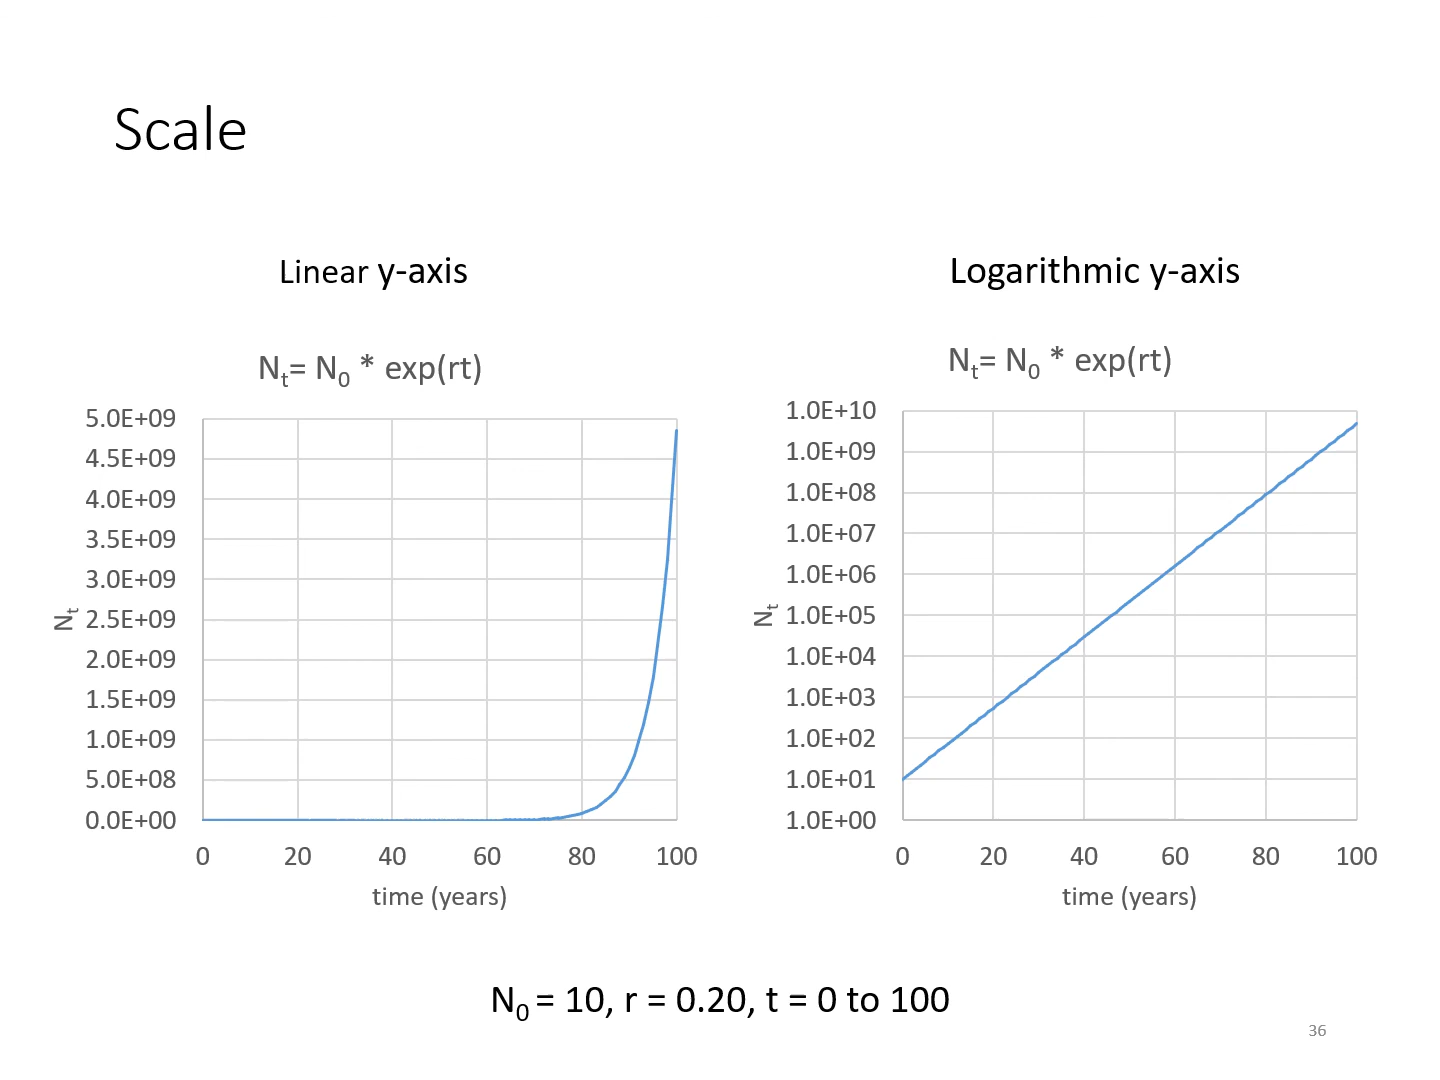 Scale
Linear y-axis
Nₜ= N₀ * exp(rt)
5.0E+09
4.5E+09
4.0E+09
3.5E+09
3.0E+09
2.5E+09
2.0E+09
1.5E+09
1.0E+09
5.0E+08
0.0E+00
Nₜ
0 20 40 60 80 100
time (years)
Logarithmic y-axis
Nₜ= N₀ * exp(rt)
1.0E+10
1.0E+09
1.0E+08
1.0E+07
1.0E+06
1.0E+05
1.0E+04
1.0E+03
1.0E+02
1.0E+01
1.0E+00
Nₜ
0 20 40 60 80 100
time (years)
N₀ = 10, r = 0.20, t = 0 to 100
36